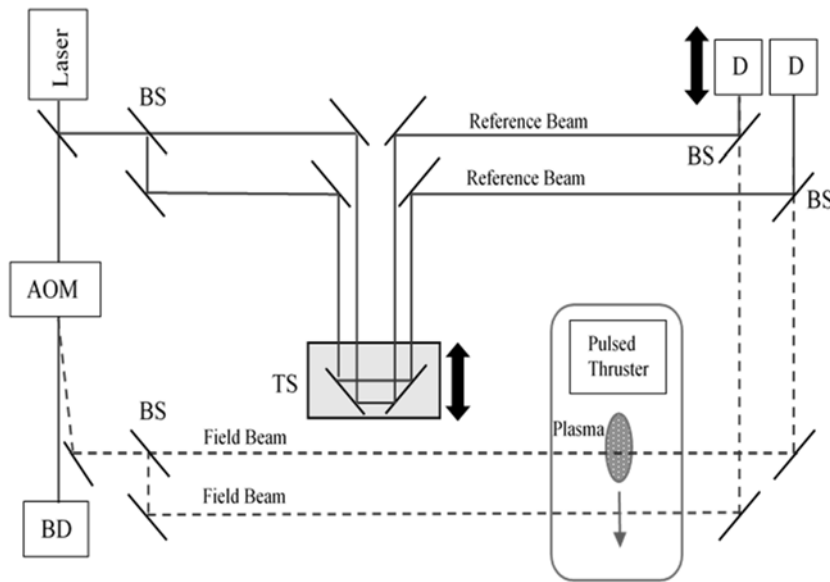 Laser
BS
D
D
Reference Beam
BS
Reference Beam
BS
AOM
Pulsed
Thruster
TS
BS
Plasma
Field Beam
Field Beam
BD